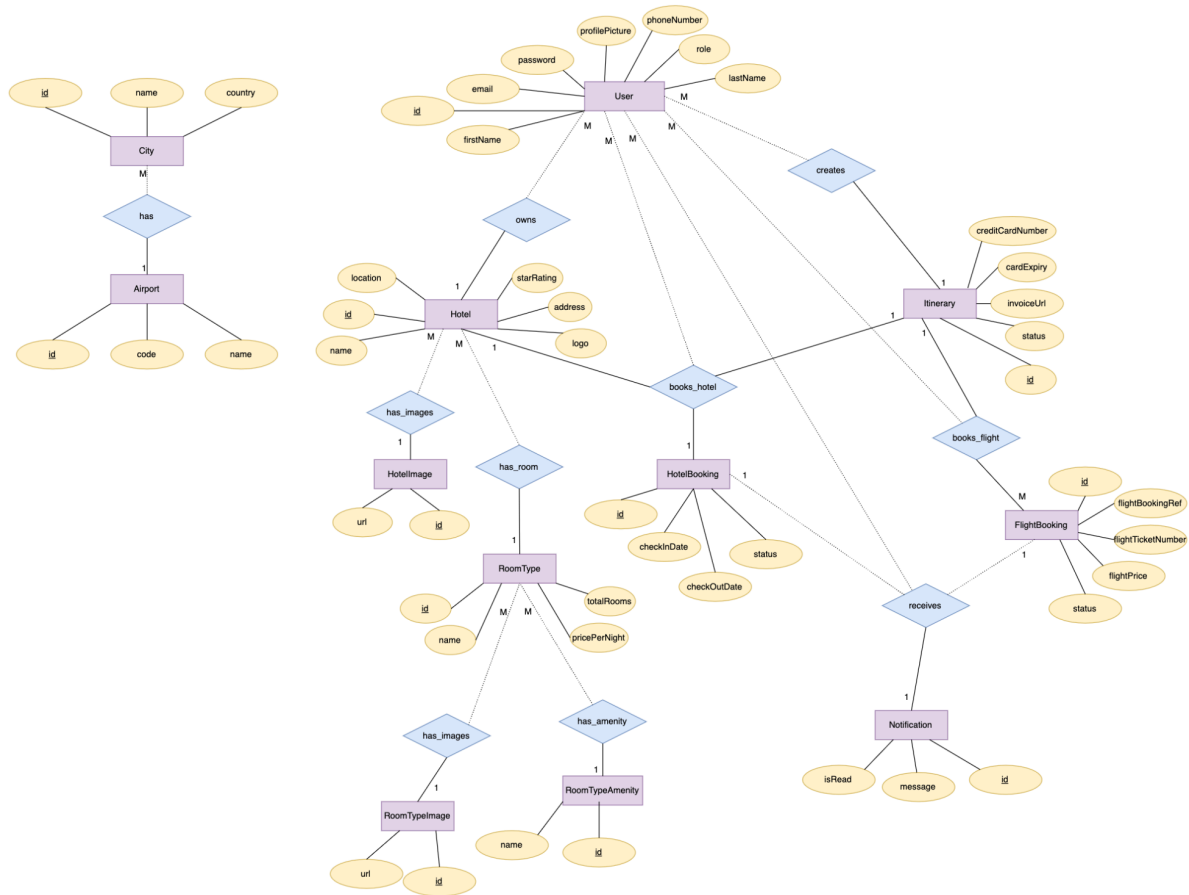 profilePicture
phoneNumber
password
role
lastName
email
id
firstName
User
M
M
M
M
M
id
name
country
City
M
has
1
Airport
id
code
name
creates
owns
creditCardNumber
cardExpiry
invoiceUrl
status
id
1
Itinerary
1
1
location
starRating
id
address
name
logo
1
Hotel
M
M
1
books_hotel
books_flight
has_images
1
HotelImage
url
id
has_room
1
HotelBooking
1
1
id
checkInDate
checkOutDate
status
M
FlightBooking
1
id
flightBookingRef
flightTicketNumber
flightPrice
status
RoomType
1
id
name
totalRooms
pricePerNight
M
M
receives
1
Notification
isRead
message
id
has_images
1
RoomTypeImage
url
id
has_amenity
1
RoomTypeAmenity
name
id